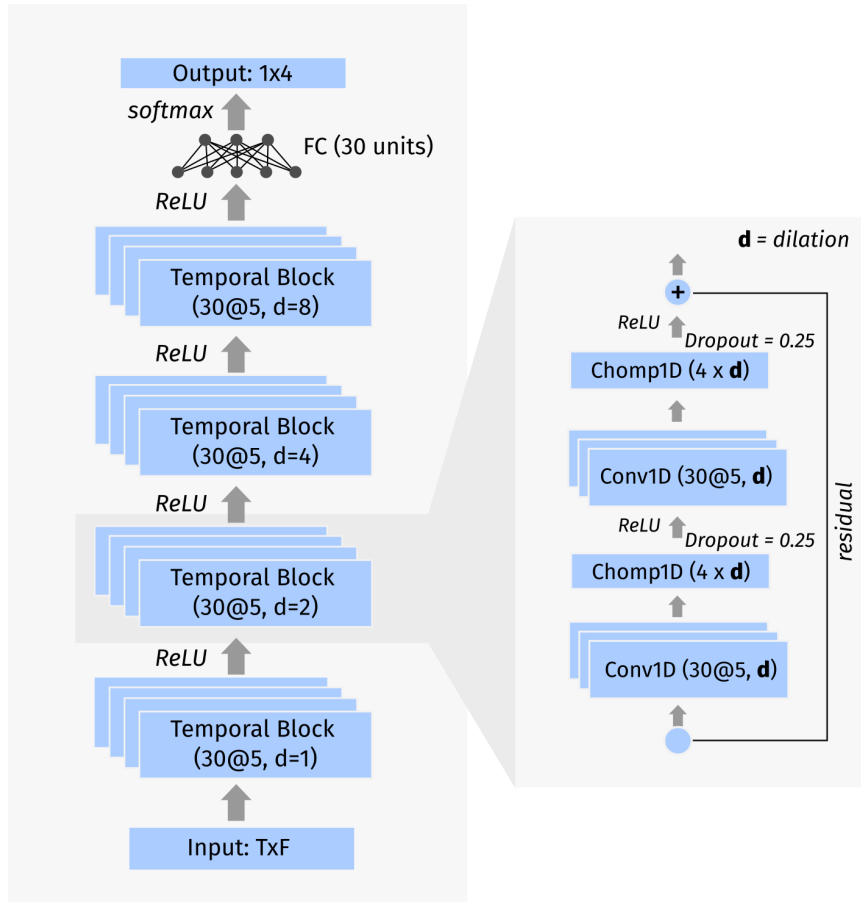 Output: 1x4
softmax
FC (30 units)
ReLU
Temporal Block
(30@5, d=8)
ReLU
Temporal Block
(30@5, d=4)
ReLU
Temporal Block
(30@5, d=2)
ReLU
Temporal Block
(30@5, d=1)
Input: TxF
d = dilation
+
ReLU
Dropout = 0.25
Chomp1D (4 x d)
Conv1D (30@5, d)
ReLU
Dropout = 0.25
Chomp1D (4 x d)
Conv1D (30@5, d)
residual